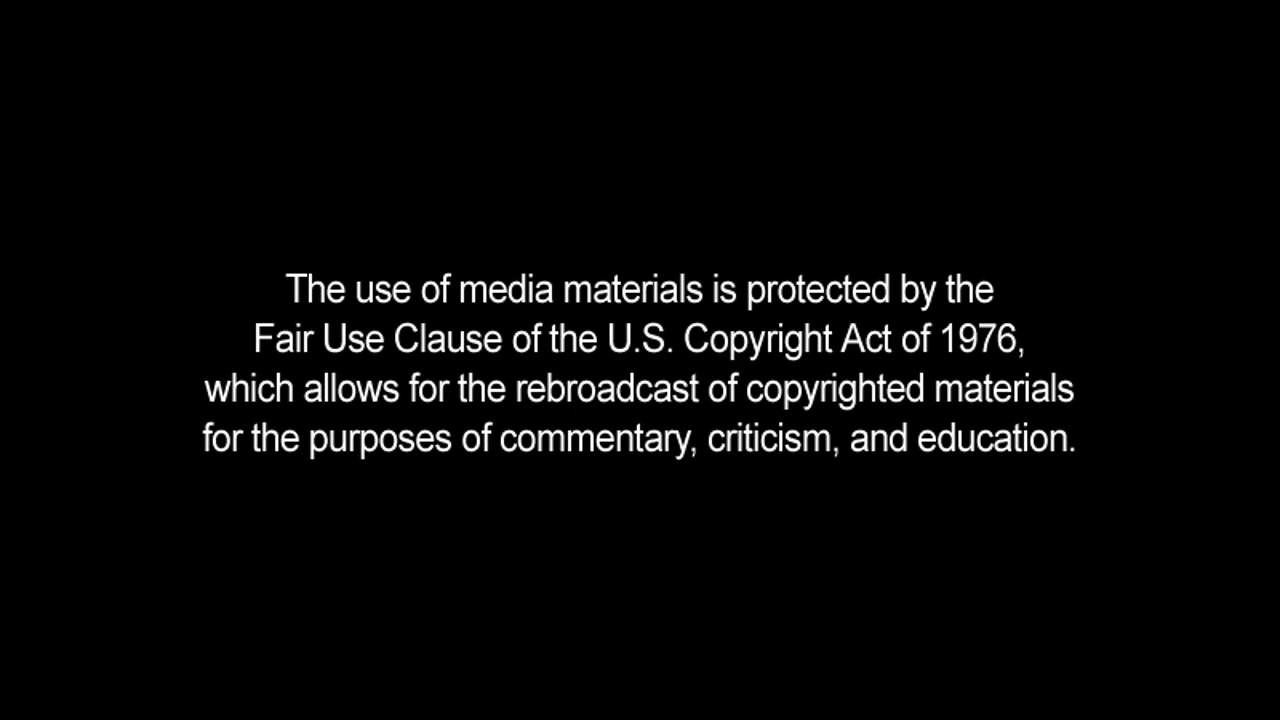 The use of media materials is protected by the
Fair Use Clause of the U.S. Copyright Act of 1976,
which allows for the rebroadcast of copyrighted materials
for the purposes of commentary, criticism, and education.